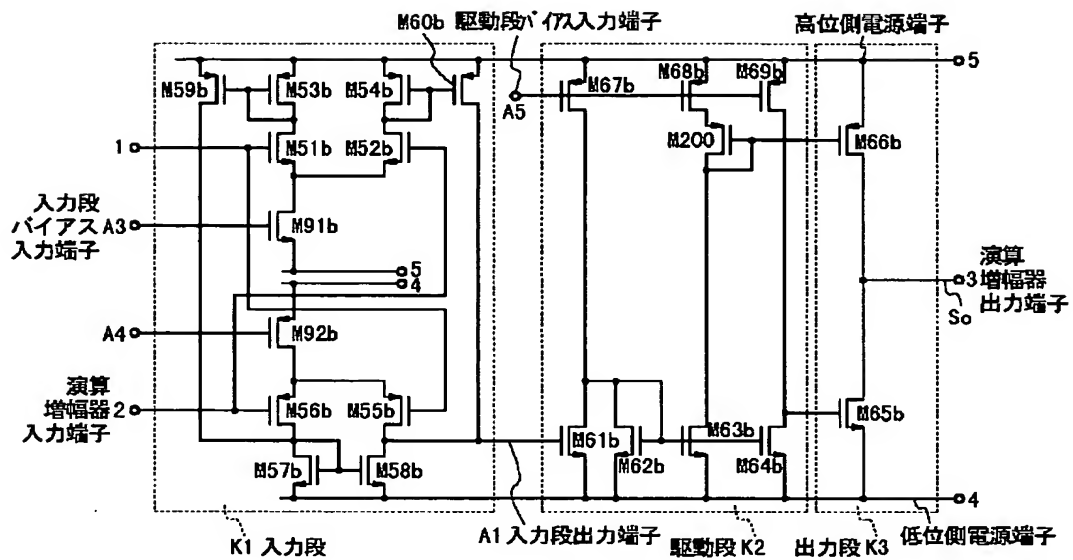 M60b 駆動段バイアス入力端子
高位側電源端子
5
M59b
M53b
M54b
A5
M67b
M68b
M69b
1
M51b
M52b
M200
M66b
入力段
バイアス A3
入力端子
M91b
5
4
演算
3 増幅器
出力端子
So
A4
M92b
演算
増幅器 2
入力端子
M56b
M55b
M65b
M57b
M58b
M61b
M62b
M63b
M64b
4
K1 入力段
A1 入力段出力端子
駆動段K2
出力段K3
低位側電源端子